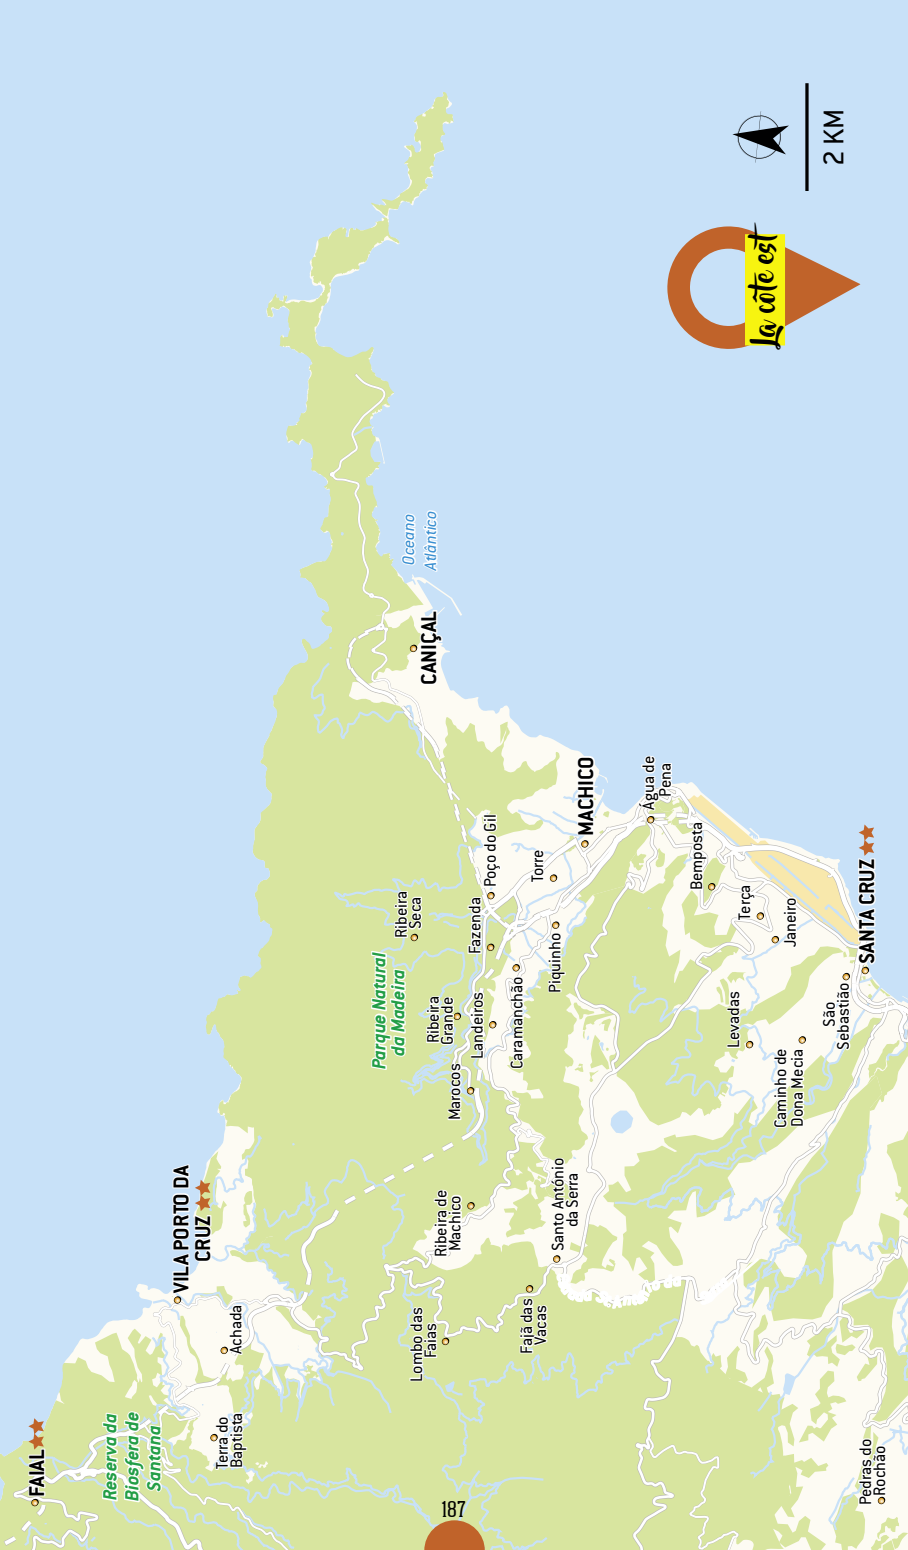 2 KM
La côte est
Oceano
Atlântico
CANIÇAL
MACHICO
Água de
Pena
Poço do Gil
Torre
Bemposta
Ribeira
Seca
Fazenda
Piquinho
Terça
Janeiro
SANTA CRUZ
Parque Natural
da Madeira
Ribeira
Grande
Landeiros
Caramanchão
Marocos
Levadas
São
Sebastião
Caminho de
Dona Mecia
VILA PORTO DA
CRUZ
Ribeira de
Machico
Santo António
da Serra
Achada
Lombo das
Faias
Fajã das
Vacas
Terra do
Baptista
FAIAL
Reserva da
Biosfera de
Santana
Pedras do
Rochão
187